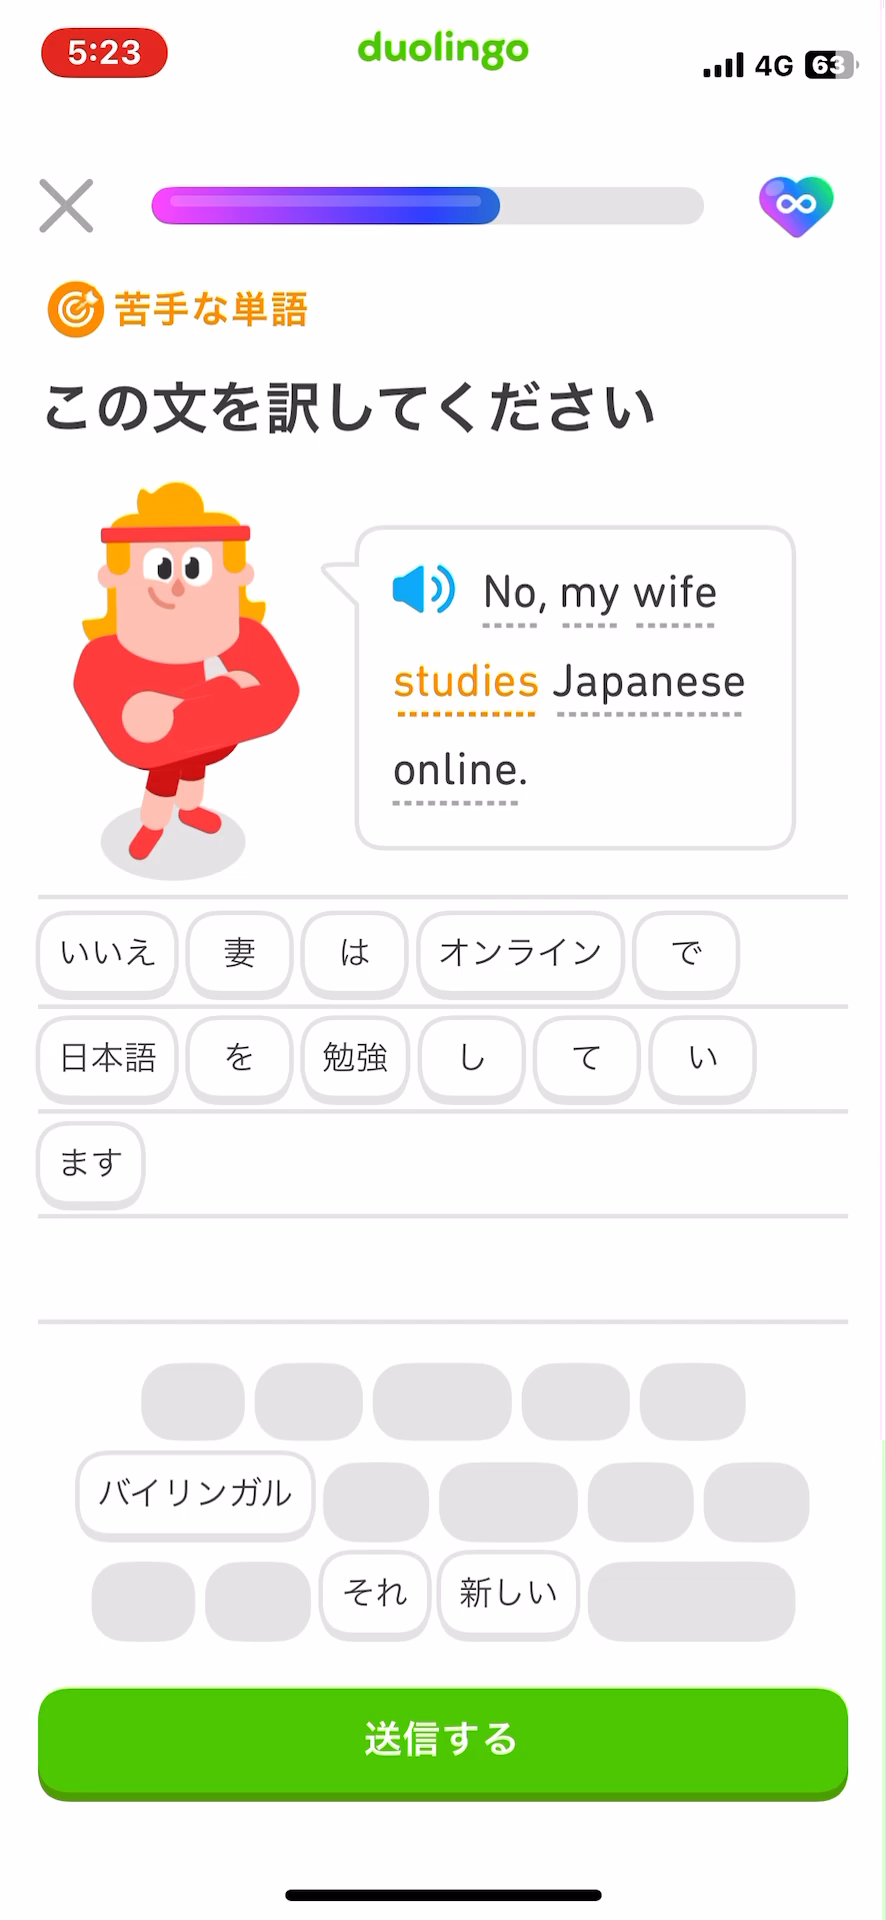 5:23
duolingo
4G 63
苦手な単語
この文を訳してください
No, my wife
studies Japanese
online.
いいえ 妻 は オンライン で
日本語 を 勉強 し て い
ます
バイリンガル
それ 新しい
送信する